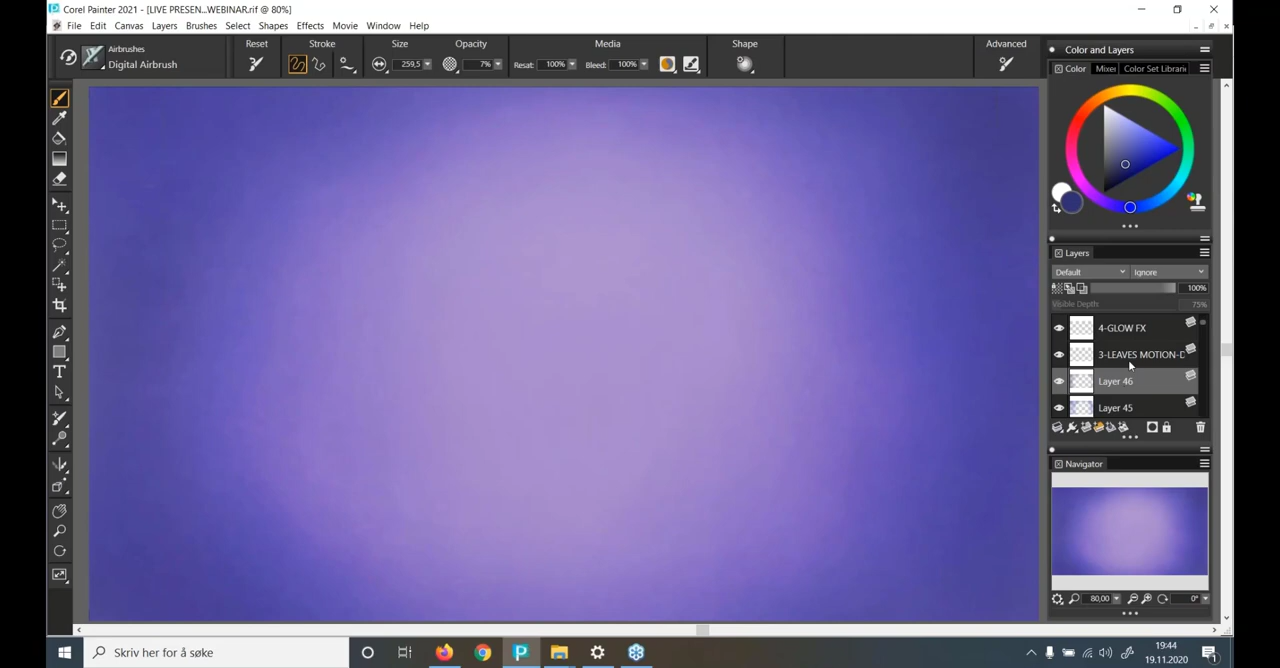 Corel Painter 2021 - [LIVE PRESEN...WEBINAR.rif @ 80%]
File Edit Canvas Layers Brushes Select Shapes Effects Movie Window Help
Airbrushes
Digital Airbrush
Reset
Stroke
Size
259,5
Opacity
7%
Media
Resat: 100%
Bleed: 100%
Shape
Advanced
Color and Layers
Color
Mixer
Color Set Librarie
Layers
Default
Ignore
100%
Visible Depth:
75%
4-GLOW FX
3-LEAVES MOTION-D
Layer 46
Layer 45
Navigator
80,00
0°
T
Skriv her for å søke
19:44
19.11.2020
1